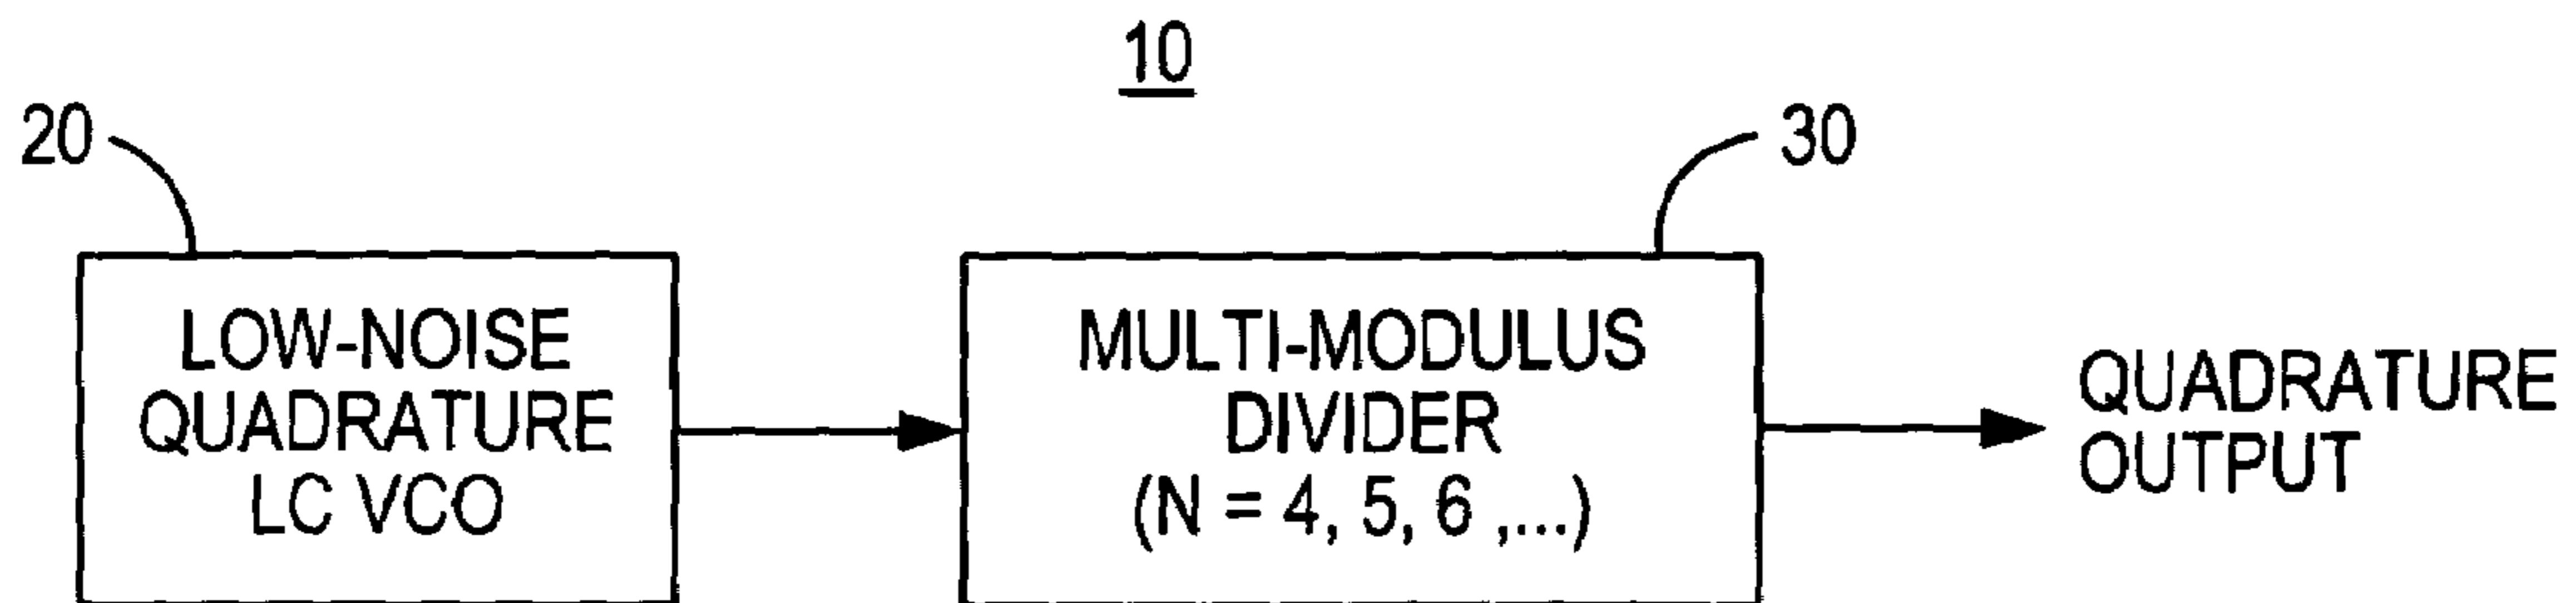 10
20
30
LOW-NOISE
QUADRATURE
LC VCO
MULTI-MODULUS
DIVIDER
(N = 4, 5, 6 ,...)
QUADRATURE
OUTPUT